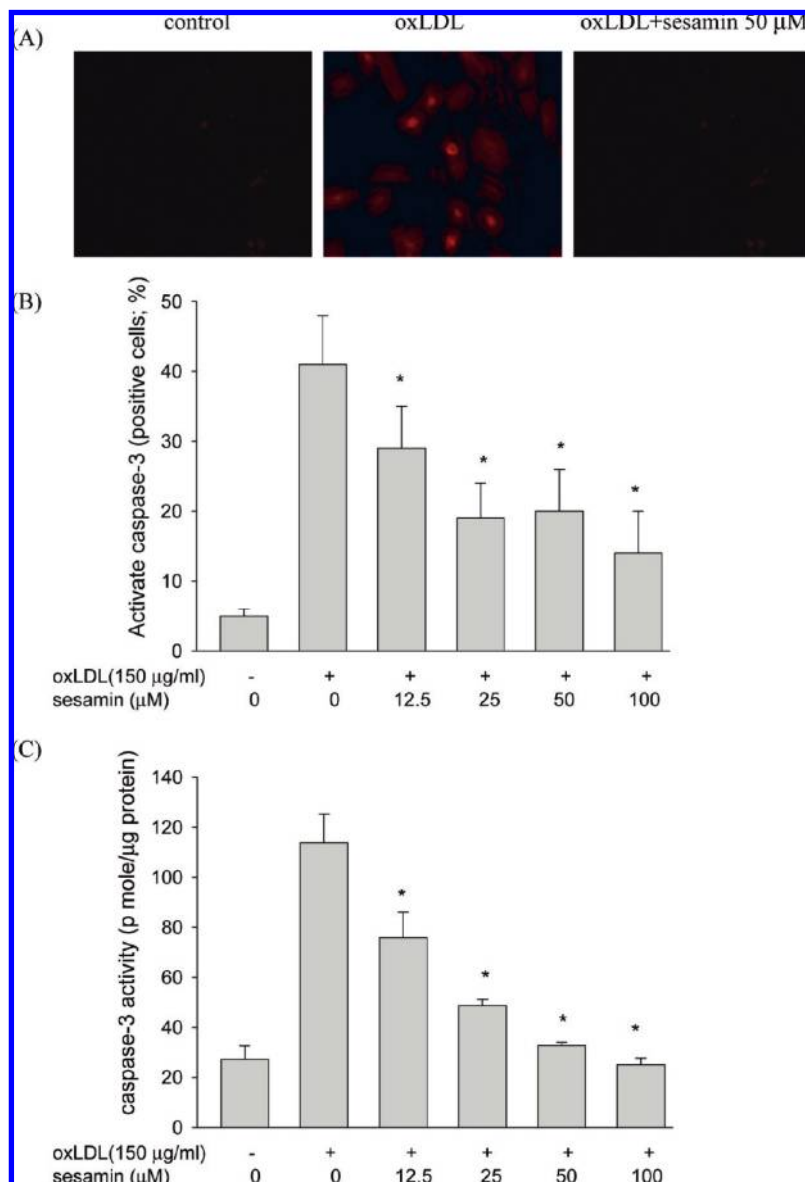 (A) control oxLDL oxLDL+sesamin 50 μM
(B)
Activate caspase-3 (positive cells; %)
50
40
30
20
10
0
* * * *
oxLDL(150 μg/ml) - + + + + +
sesamin (μM) 0 0 12.5 25 50 100
(C)
caspase-3 activity (p mole/μg protein)
140
120
100
80
60
40
20
0
* * * *
oxLDL(150 μg/ml) - + + + + +
sesamin (μM) 0 0 12.5 25 50 100